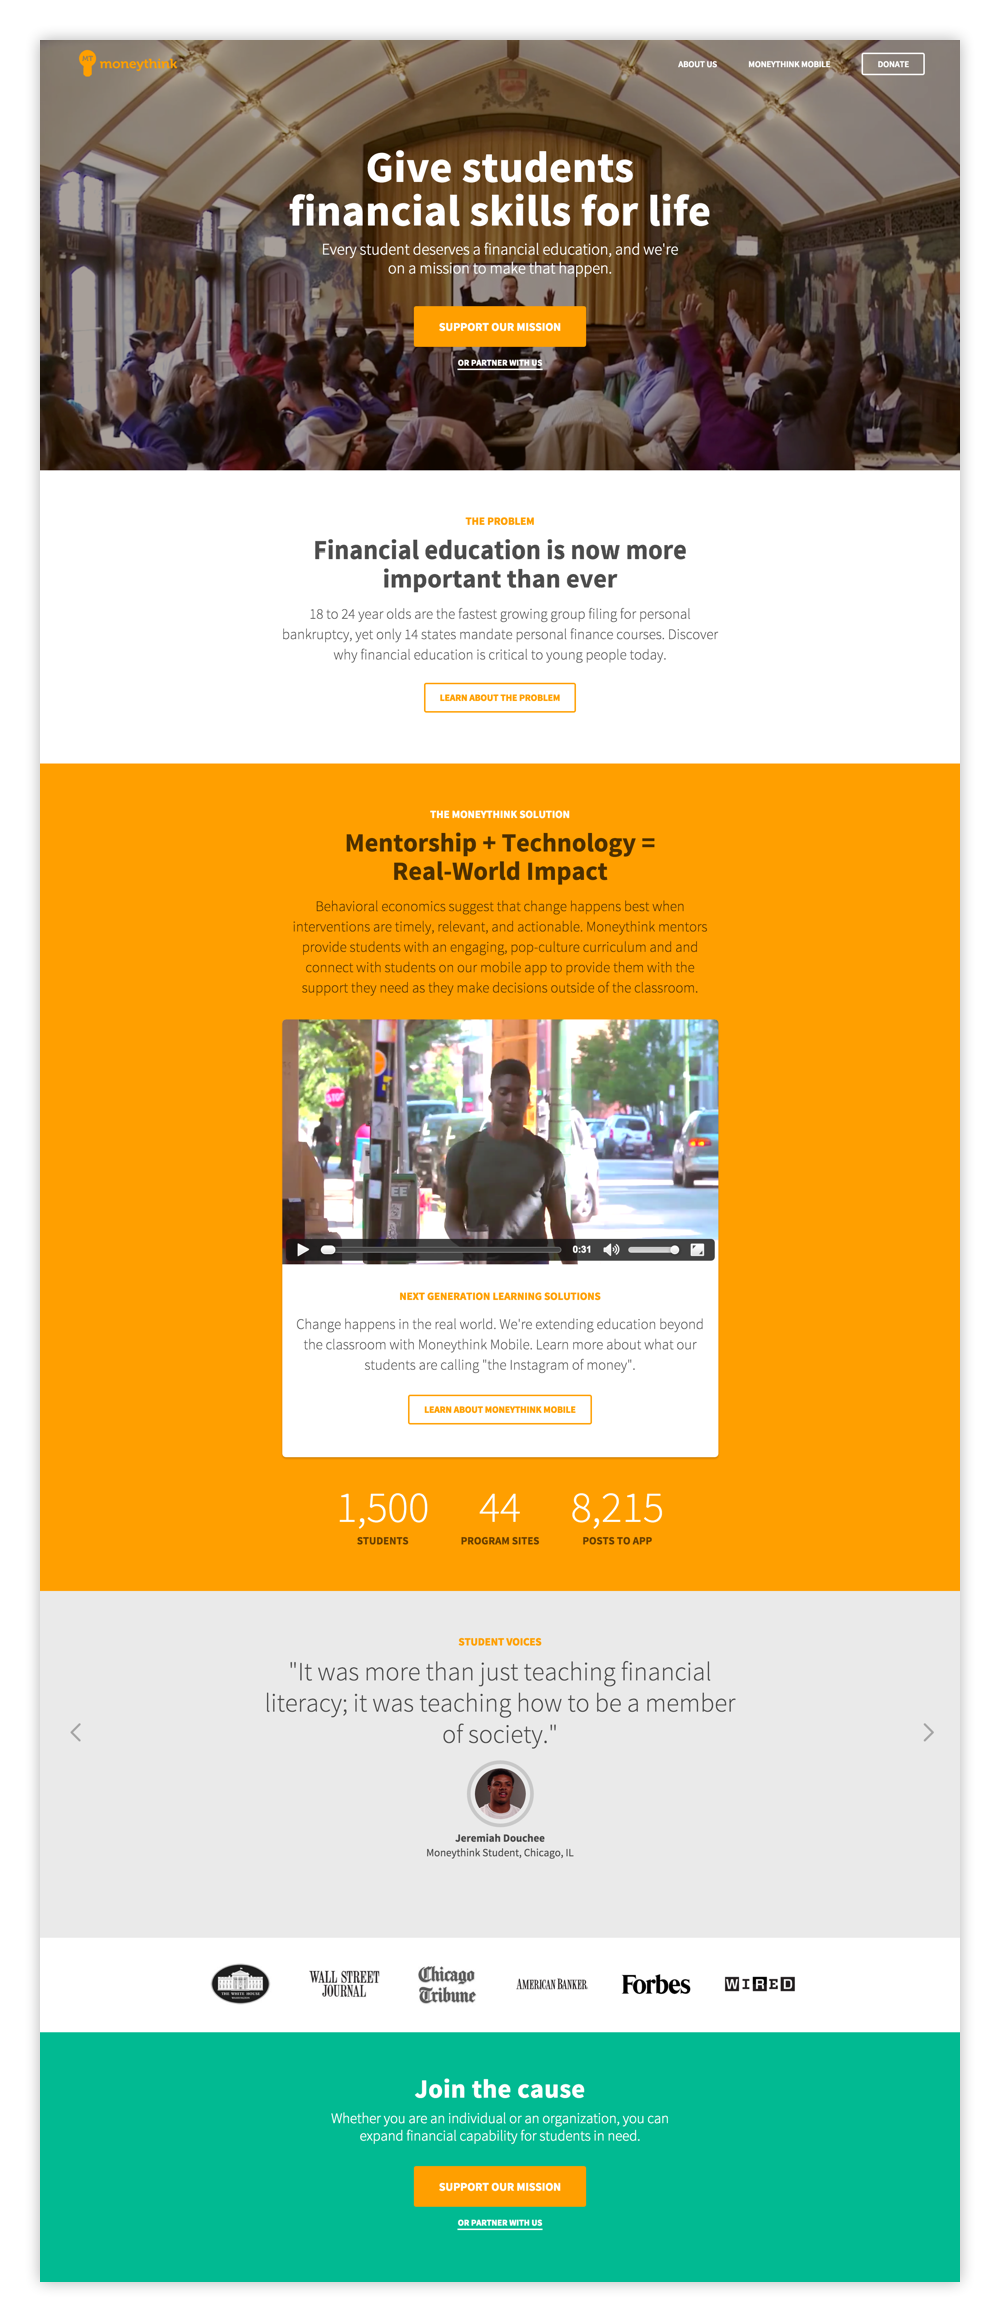 MT moneythink
ABOUT US
MONEYTHINK MOBILE
DONATE
Give students
financial skills for life
Every student deserves a financial education, and we're
on a mission to make that happen.
SUPPORT OUR MISSION
OR PARTNER WITH US
THE PROBLEM
Financial education is now more
important than ever
18 to 24 year olds are the fastest growing group filing for personal
bankruptcy, yet only 14 states mandate personal finance courses. Discover
why financial education is critical to young people today.
LEARN ABOUT THE PROBLEM
THE MONEYTHINK SOLUTION
Mentorship + Technology =
Real-World Impact
Behavioral economics suggest that change happens best when
interventions are timely, relevant, and actionable. Moneythink mentors
provide students with an engaging, pop-culture curriculum and and
connect with students on our mobile app to provide them with the
support they need as they make decisions outside of the classroom.
STOP
EE
0:31
NEXT GENERATION LEARNING SOLUTIONS
Change happens in the real world. We're extending education beyond
the classroom with Moneythink Mobile. Learn more about what our
students are calling "the Instagram of money".
LEARN ABOUT MONEYTHINK MOBILE
1,500
STUDENTS
44
PROGRAM SITES
8,215
POSTS TO APP
STUDENT VOICES
"It was more than just teaching financial
literacy; it was teaching how to be a member
of society."
Jeremiah Douchee
Moneythink Student, Chicago, IL
THE WHITE HOUSE
WASHINGTON
WALL STREET
JOURNAL
Chicago
Tribune
AMERICAN BANKER
Forbes
WIRED
Join the cause
Whether you are an individual or an organization, you can
expand financial capability for students in need.
SUPPORT OUR MISSION
OR PARTNER WITH US